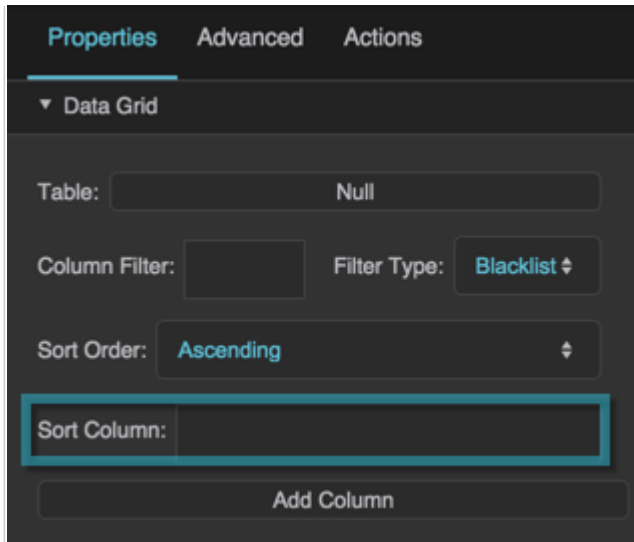 Properties Advanced Actions
Data Grid
Table: Null
Column Filter: Filter Type: Blacklist
Sort Order: Ascending
Sort Column:
Add Column